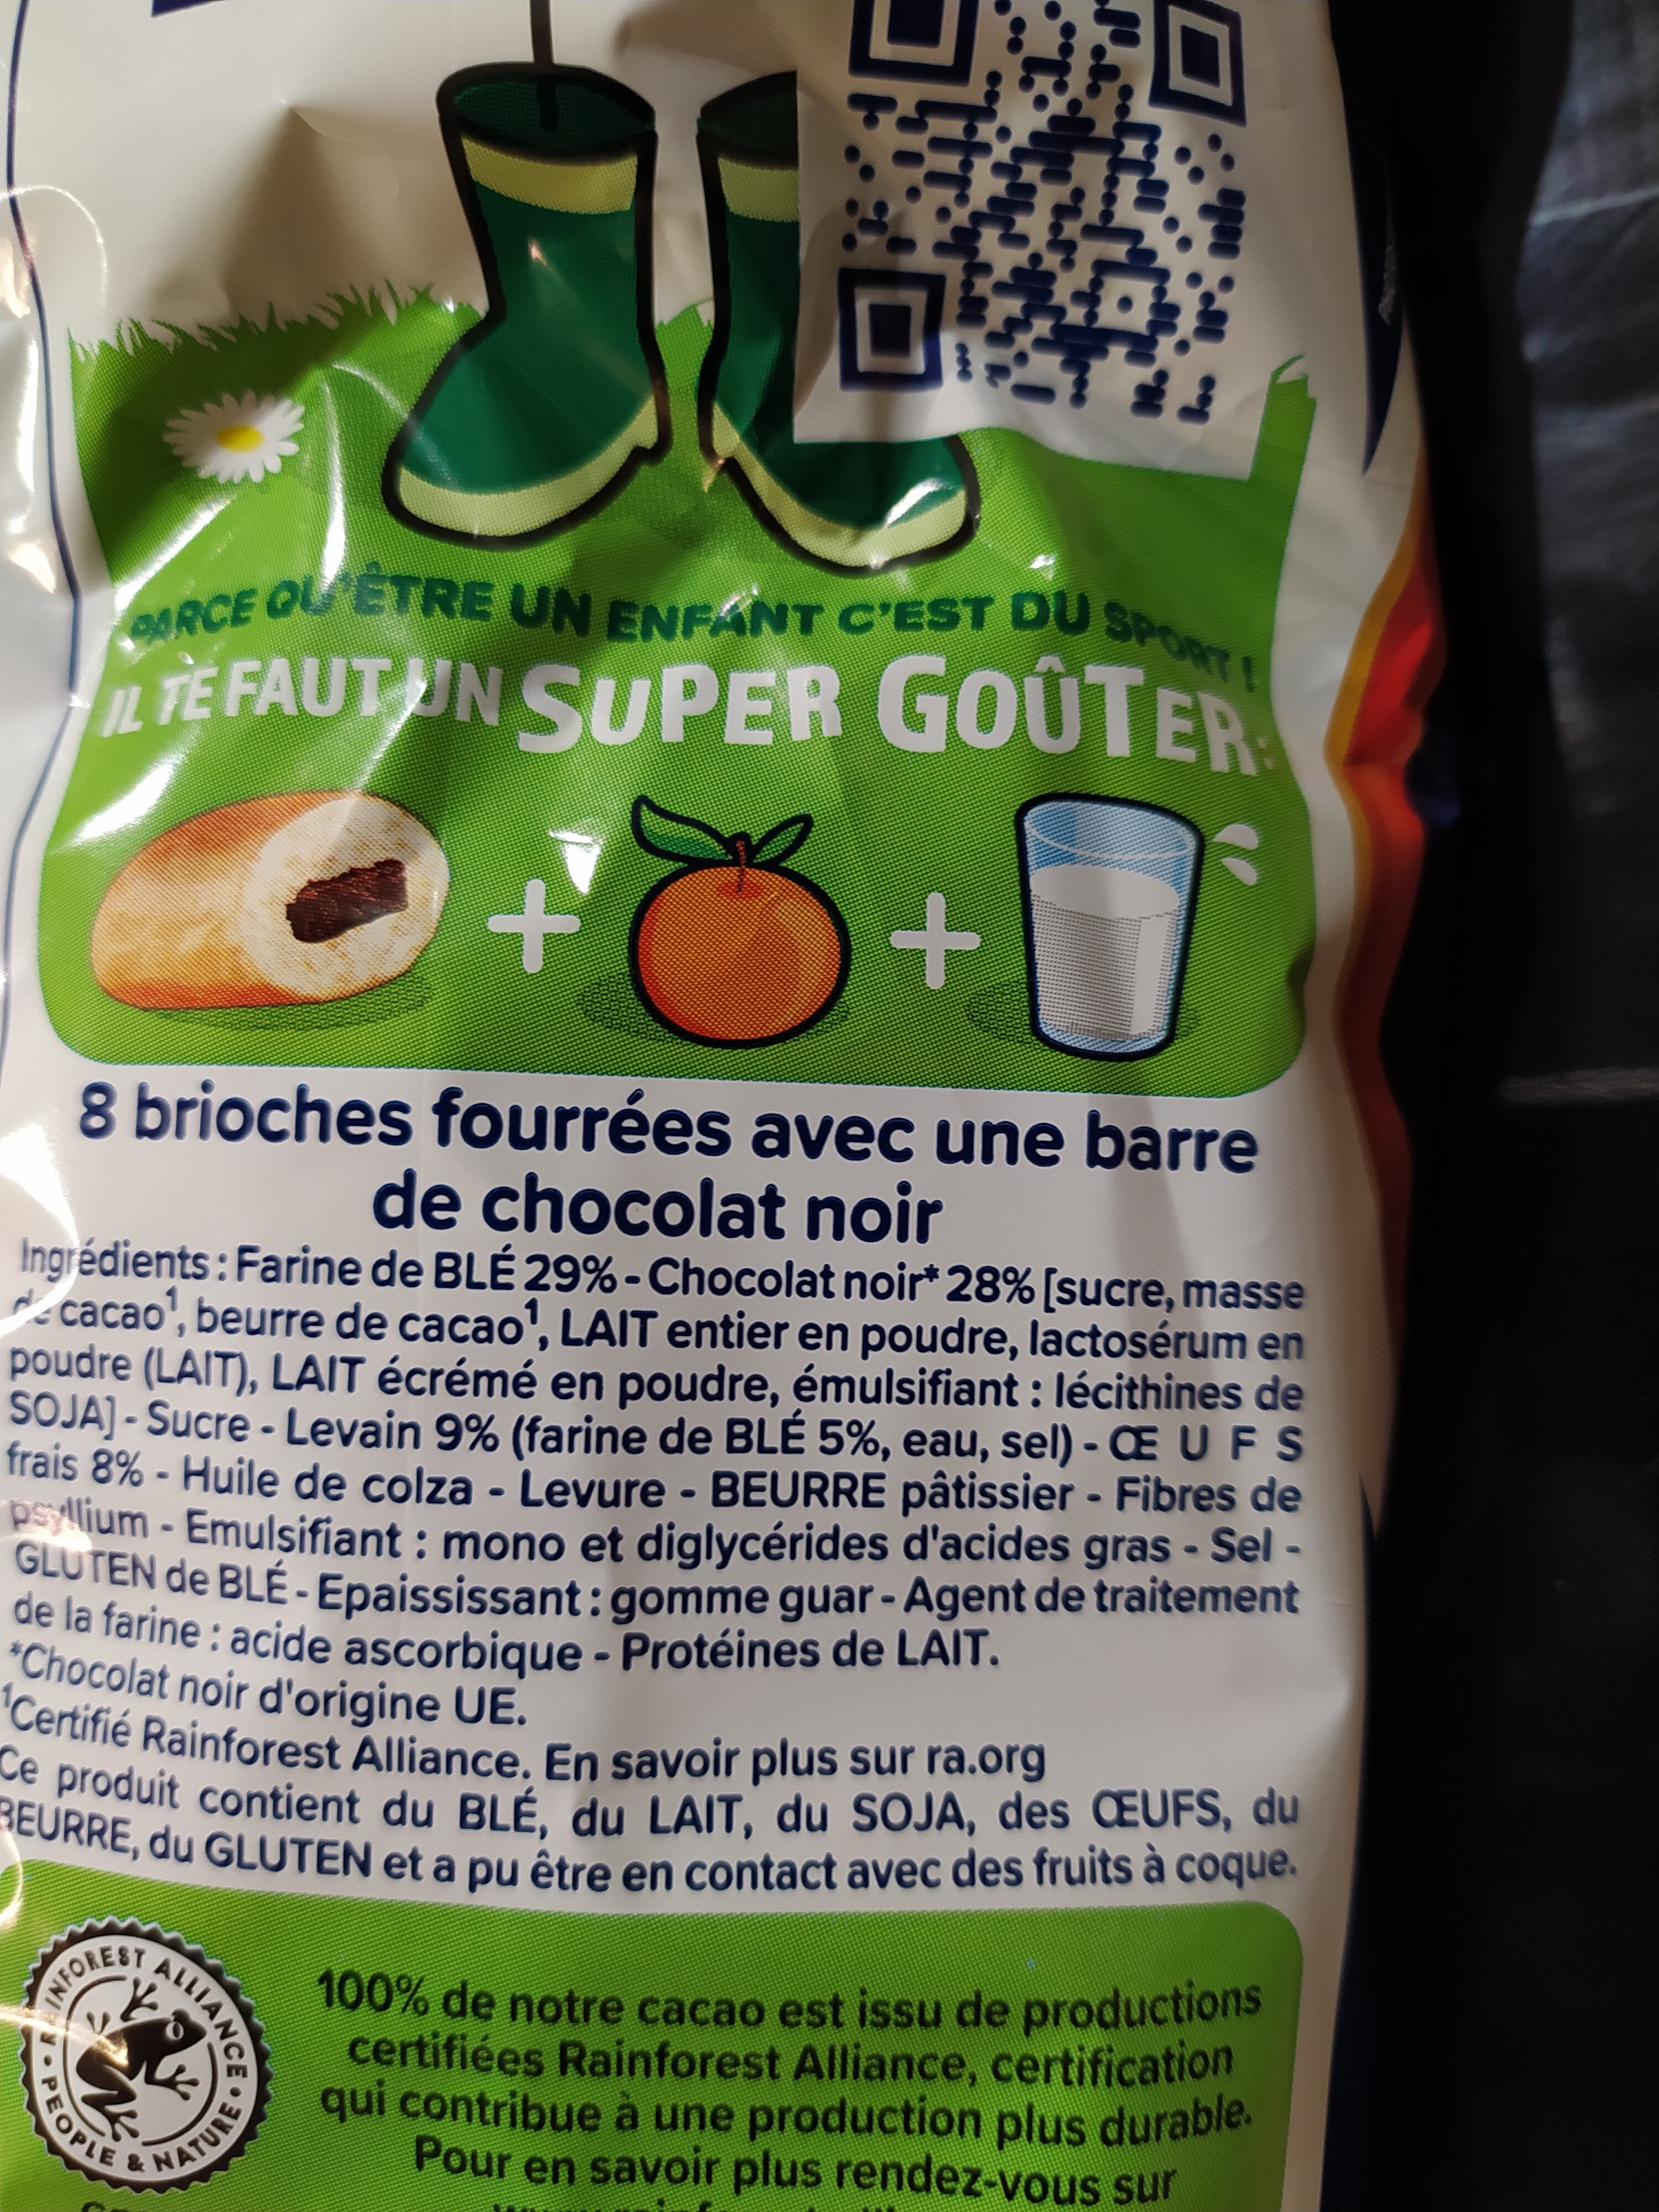 PARCE QU'ÊTRE UN ENFANT C'EST DU SPORT !
IL TE FAUT UN SUPER GOÛTER :
8 brioches fourrées avec une barre
de chocolat noir
Ingrédients : Farine de BLÉ 29% - Chocolat noir* 28% [sucre, masse
de cacao¹, beurre de cacao¹, LAIT entier en poudre, lactosérum en
poudre (LAIT), LAIT écrémé en poudre, émulsifiant : lécithines de
SOJA] - Sucre - Levain 9% (farine de BLÉ 5%, eau, sel) - Œ U F S
frais 8% - Huile de colza - Levure - BEURRE pâtissier - Fibres de
psyllium - Emulsifiant : mono et diglycérides d'acides gras - Sel -
GLUTEN de BLÉ - Epaississant : gomme guar - Agent de traitement
de la farine : acide ascorbique - Protéines de LAIT.
*Chocolat noir d'origine UE.
¹Certifié Rainforest Alliance. En savoir plus sur ra.org
Ce produit contient du BLÉ, du LAIT, du SOJA, des ŒUFS, du
BEURRE, du GLUTEN et a pu être en contact avec des fruits à coque.
RAINFOREST ALLIANCE • PEOPLE & NATURE •
100% de notre cacao est issu de productions
certifiées Rainforest Alliance, certification
qui contribue à une production plus durable.
Pour en savoir plus rendez-vous sur